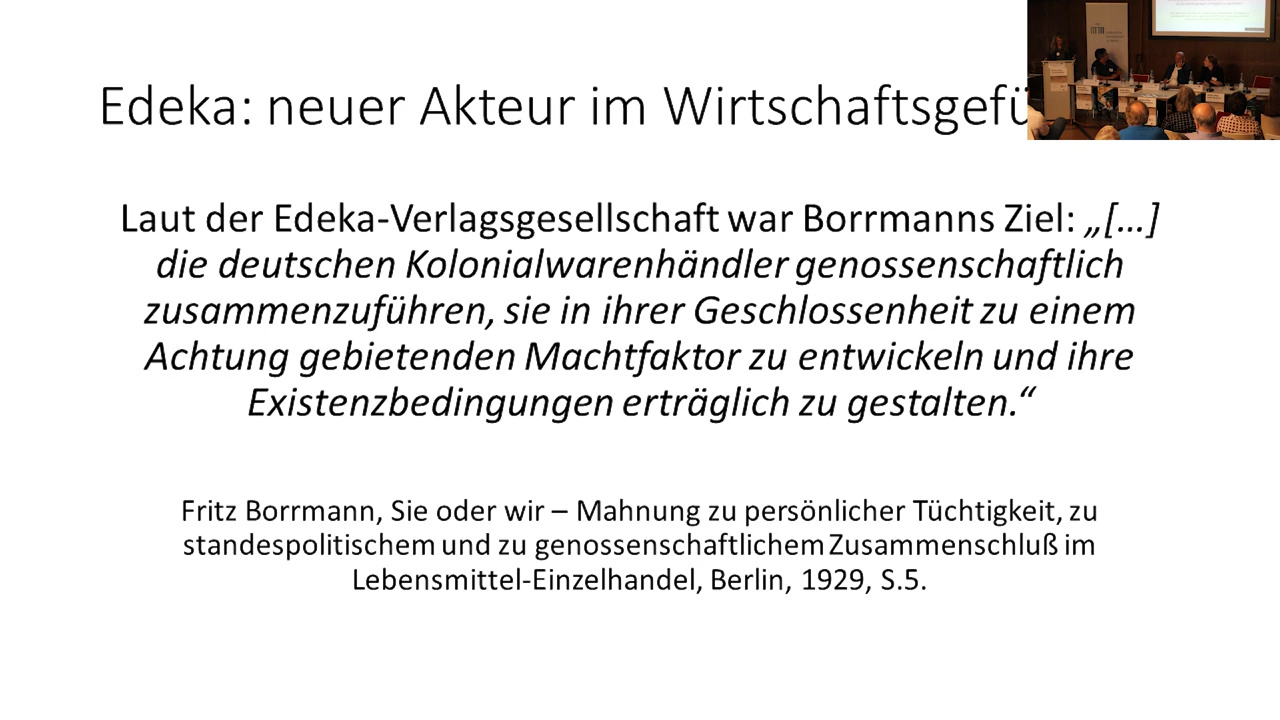 Edeka: neuer Akteur im
Laut der Edeka-Verlagsgesellschaft war Borrmanns Ziel: „[…]
die deutschen Kolonialwarenhändler genossenschaftlich
zusammenzuführen, sie in ihrer Geschlossenheit zu einem
Achtung gebietenden Machtfaktor zu entwickeln und ihre
Existenzbedingungen erträglich zu gestalten.“
Fritz Borrmann, Sie oder wir – Mahnung zu persönlicher Tüchtigkeit, zu
standespolitischem und zu genossenschaftlichem Zusammenschluß im
Lebensmittel-Einzelhandel, Berlin, 1929, S.5.